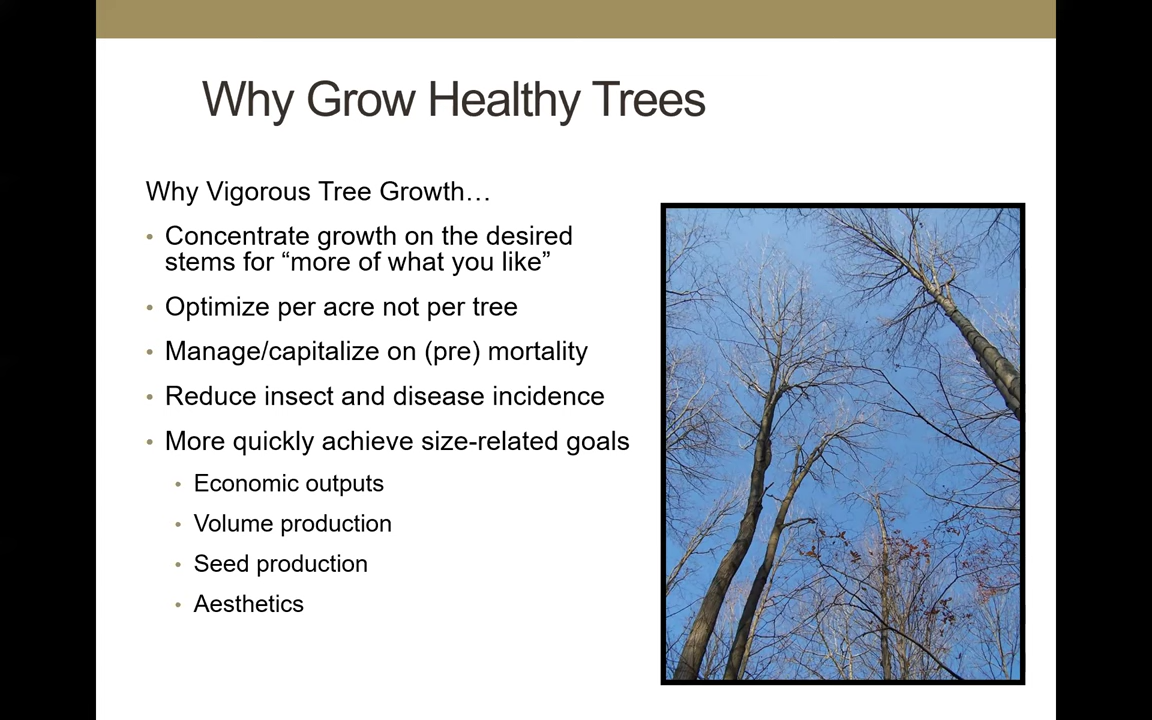 Why Grow Healthy Trees
Why Vigorous Tree Growth…
• Concentrate growth on the desired
stems for “more of what you like”
• Optimize per acre not per tree
• Manage/capitalize on (pre) mortality
• Reduce insect and disease incidence
• More quickly achieve size-related goals
• Economic outputs
• Volume production
• Seed production
• Aesthetics